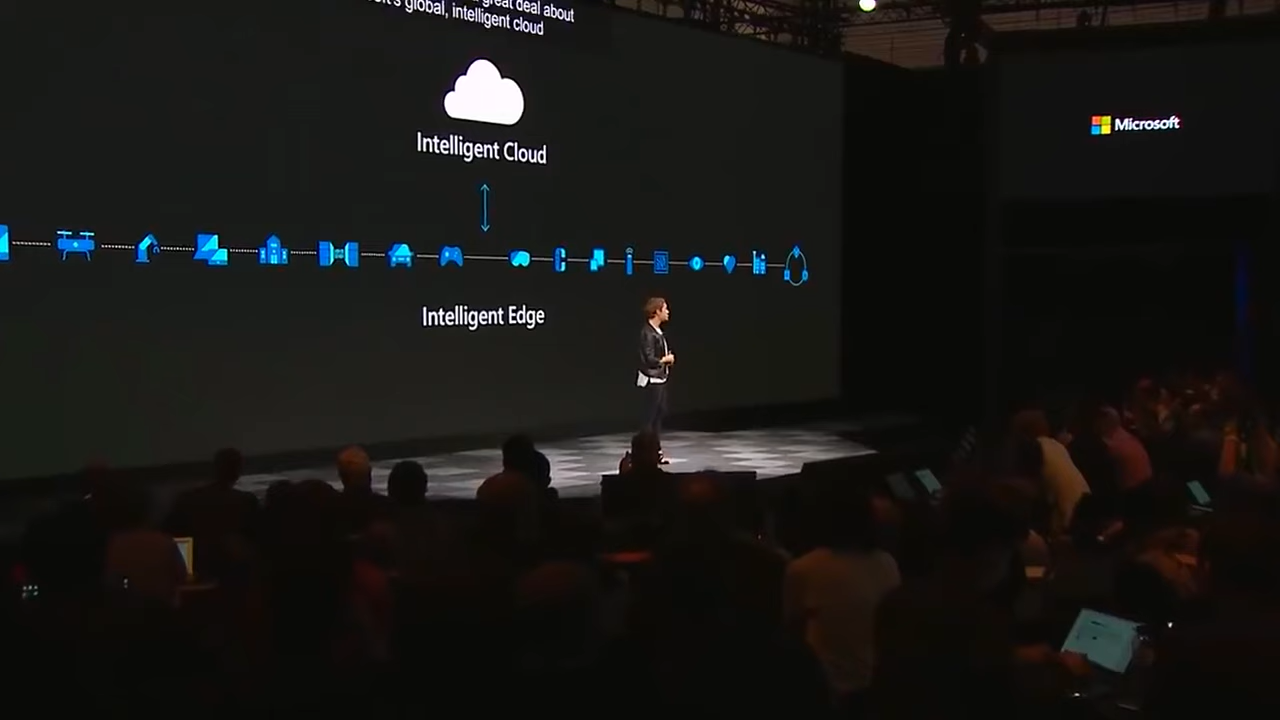 great deal about
global, intelligent cloud
Intelligent Cloud
Intelligent Edge
Microsoft